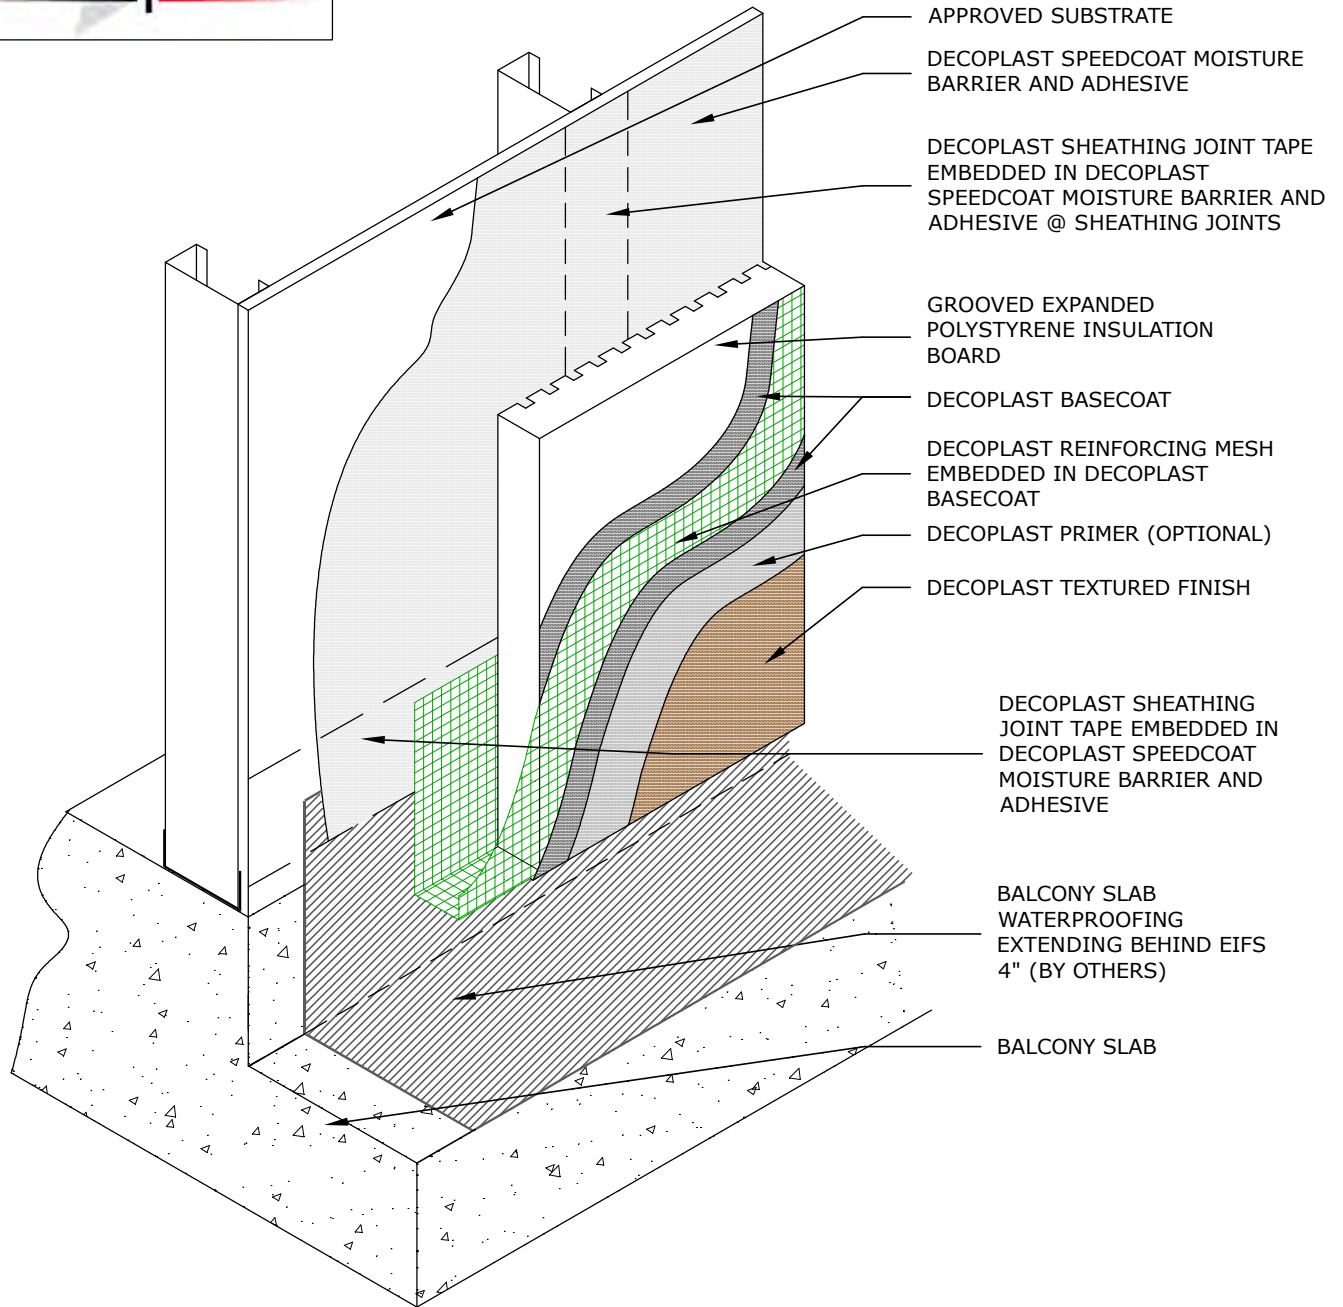 APPROVED SUBSTRATE
DECOPLAST SPEEDCOAT MOISTURE
BARRIER AND ADHESIVE
DECOPLAST SHEATHING JOINT TAPE
EMBEDDED IN DECOPLAST
SPEEDCOAT MOISTURE BARRIER AND
ADHESIVE @ SHEATHING JOINTS
GROOVED EXPANDED
POLYSTYRENE INSULATION
BOARD
DECOPLAST BASECOAT
DECOPLAST REINFORCING MESH
EMBEDDED IN DECOPLAST
BASECOAT
DECOPLAST PRIMER (OPTIONAL)
DECOPLAST TEXTURED FINISH
DECOPLAST SHEATHING
JOINT TAPE EMBEDDED IN
DECOPLAST SPEEDCOAT
MOISTURE BARRIER AND
ADHESIVE
BALCONY SLAB
WATERPROOFING
EXTENDING BEHIND EIFS
4" (BY OTHERS)
BALCONY SLAB